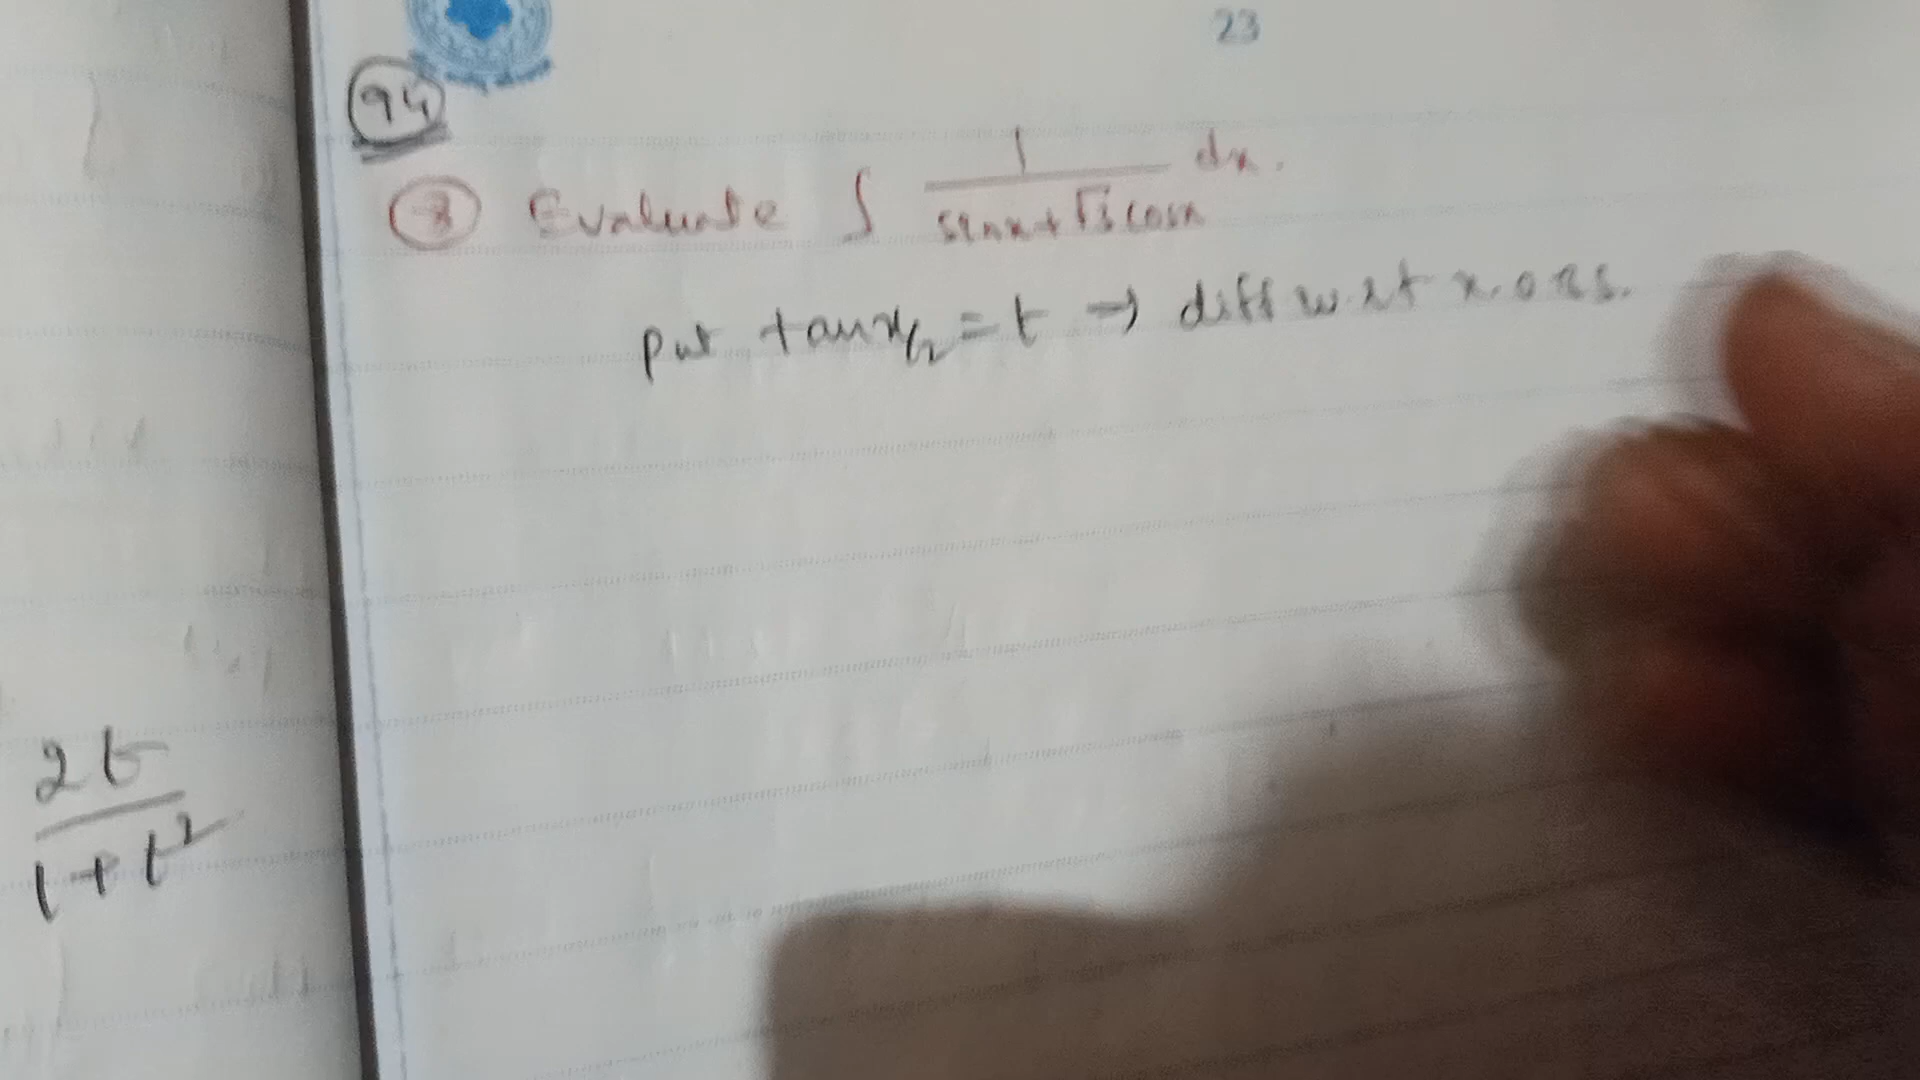 23
94
3 Evaluate ∫ 1/(sinx+√3 cosx) dx.
put tan x/2 = t → diff w.r.t x. o. b. s.
2t/(1+t²)